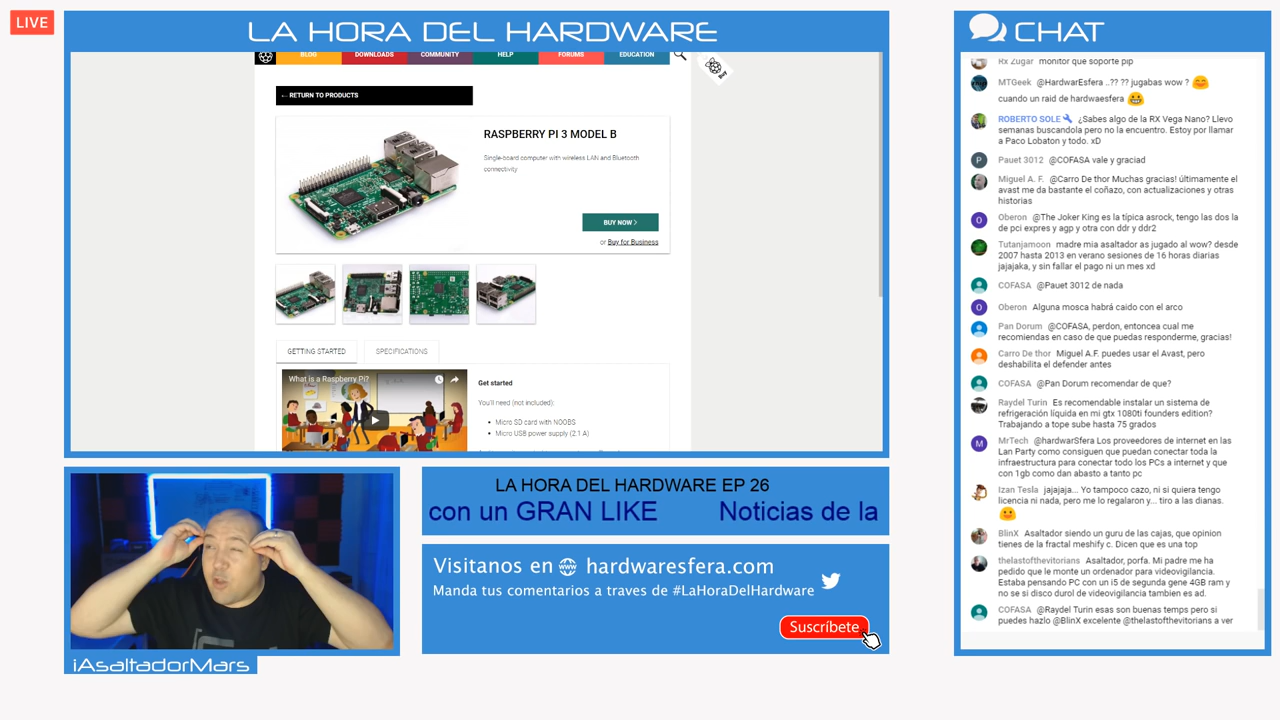 LIVE
LA HORA DEL HARDWARE
BLOG DOWNLOADS COMMUNITY HELP FORUMS EDUCATION
Buy
← RETURN TO PRODUCTS
RASPBERRY PI 3 MODEL B
Single-board computer with wireless LAN and Bluetooth
connectivity
BUY NOW >
or Buy for Business
GETTING STARTED SPECIFICATIONS
What is a Raspberry Pi?
Get started
You'll need (not included):
• Micro SD card with NOOBS
• Micro USB power supply (2.1 A)
iAsaltadorMars
LA HORA DEL HARDWARE EP 26
con un GRAN LIKE Noticias de la
Visitanos en hardwaresfera.com
Manda tus comentarios a traves de #LaHoraDelHardware
Suscríbete
CHAT
Rx Zugar monitor que soporte pip
MTGeek @HardwarEsfera ..?? ?? jugabas wow ?
cuando un raid de hardwaesfera
ROBERTO SOLE ¿Sabes algo de la RX Vega Nano? Llevo
semanas buscandola pero no la encuentro. Estoy por llamar
a Paco Lobaton y todo. xD
P
Pauet 3012 @COFASA vale y graciad
Miguel A. F. @Carro De thor Muchas gracias! últimamente el
avast me da bastante el coñazo, con actualizaciones y otras
historias
O
Oberon @The Joker King es la típica asrock, tengo las dos la
de pci expres y agp y otra con ddr y ddr2
Tutanjamoon madre mia asaltador as jugado al wow? desde
2007 hasta 2013 en verano sesiones de 16 horas diarias
jajajaka, y sin fallar el pago ni un mes xd
COFASA @Pauet 3012 de nada
O
Oberon Alguna mosca habrá caido con el arco
Pan Dorum @COFASA, perdon, entoncea cual me
recomiendas en caso de que puedas responderme, gracias!
Carro De thor Miguel A.F. puedes usar el Avast, pero
deshabilita el defender antes
COFASA @Pan Dorum recomendar de que?
Raydel Turin Es recomendable instalar un sistema de
refrigeración líquida en mi gtx 1080ti founders edition?
Trabajando a tope sube hasta 75 grados
M
MrTech @hardwarSfera Los proveedores de internet en las
Lan Party como consiguen que puedan conectar toda la
infraestructura para conectar todo los PCs a internet y que
con 1gb como dan abasto a tanto pc
Izan Tesla jajajaja... Yo tampoco cazo, ni si quiera tengo
licencia ni nada, pero me lo regalaron y... tiro a las dianas.
BlinX Asaltador siendo un guru de las cajas, que opinion
tienes de la fractal meshify c. Dicen que es una top
thelastofthevitorians Asaltador, porfa. Mi padre me ha
pedido que le monte un ordenador para videovigilancia.
Estaba pensando PC con un i5 de segunda gene 4GB ram y
no se si disco durol de videovigilancia tambien es ad.
COFASA @Raydel Turin esas son buenas temps pero si
puedes hazlo @BlinX excelente @thelastofthevitorians a ver